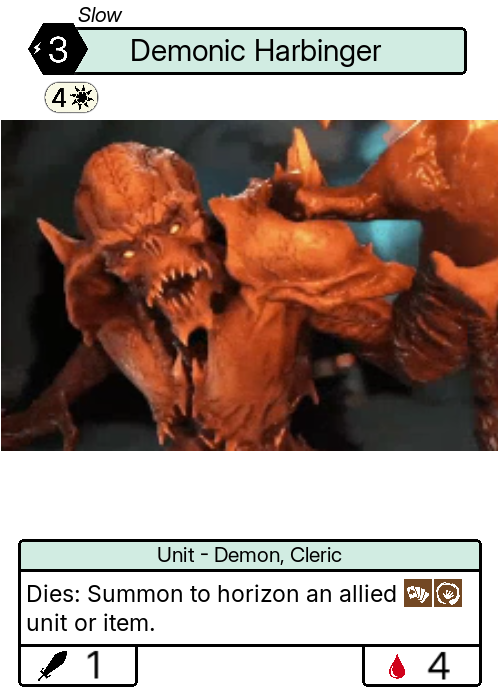 Slow
3
Demonic Harbinger
4
Unit - Demon, Cleric
Dies: Summon to horizon an allied
unit or item.
1
4